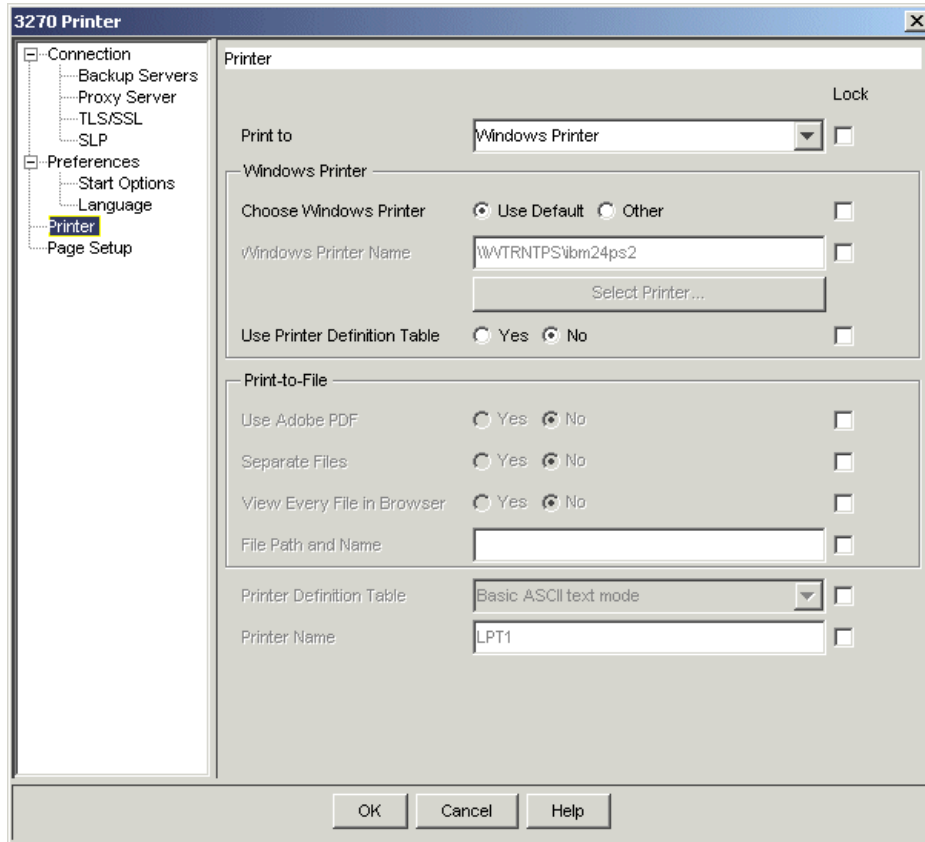 3270 Printer
Connection
Backup Servers
Proxy Server
TLS/SSL
SLP
Preferences
Start Options
Language
Printer
Page Setup
Printer
Lock
Print to Windows Printer
Windows Printer
Choose Windows Printer Use Default Other
Windows Printer Name \\WTRNTPS\ibm24ps2
Select Printer...
Use Printer Definition Table Yes No
Print-to-File
Use Adobe PDF Yes No
Separate Files Yes No
View Every File in Browser Yes No
File Path and Name
Printer Definition Table Basic ASCII text mode
Printer Name LPT1
OK Cancel Help